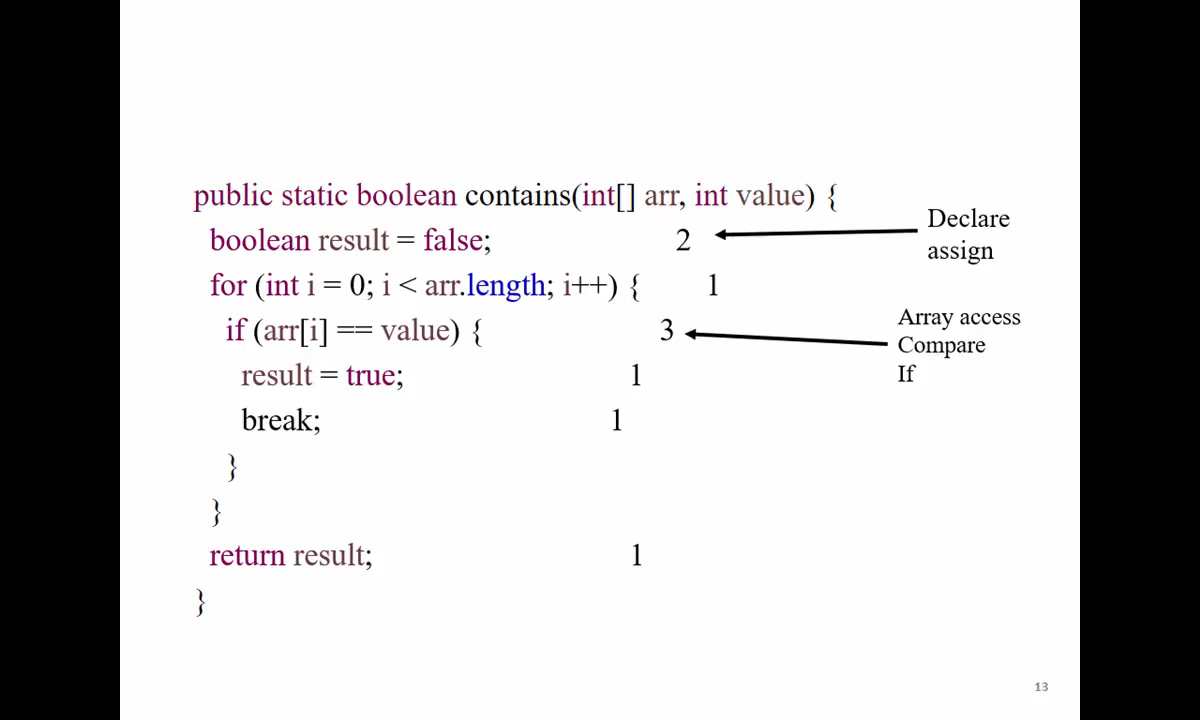 public static boolean contains(int[] arr, int value) {
boolean result = false; 2
Declare
assign
for (int i = 0; i < arr.length; i++) { 1
if (arr[i] == value) { 3
Array access
Compare
If
result = true; 1
break; 1
}
}
return result; 1
}
13